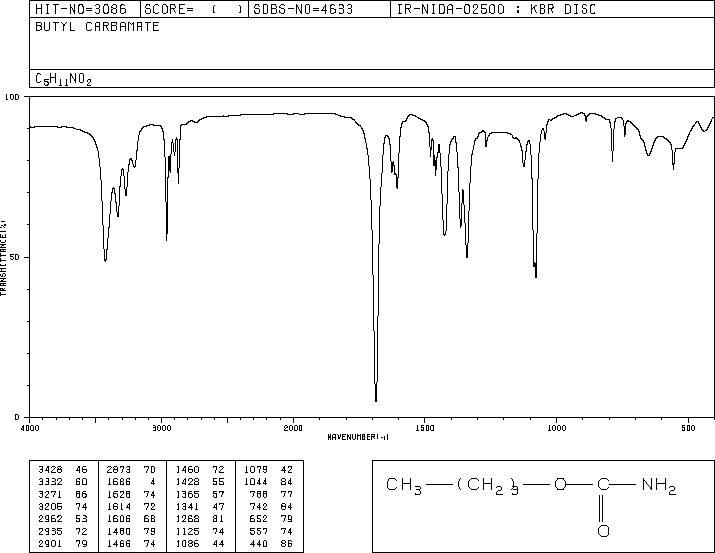 HIT-NO=3086 SCORE= ( ) SDBS-NO=4633 IR-NIDA-02500 : KBR DISC
BUTYL CARBAMATE
C5H11NO2
100
50
0
TRANSMITTANCE(%)
4000 3000 2000 1500 1000 500
WAVENUMBER(-1)
3428 46 2873 70 1460 72 1079 42
3332 60 1686 4 1428 55 1044 84
3271 66 1628 74 1365 57 788 77
3205 74 1614 72 1341 47 742 84
2962 53 1606 68 1268 81 652 79
2935 72 1480 79 1125 74 557 74
2901 79 1466 74 1086 44 440 86
CH3—(CH2)3—O—C—NH2
O